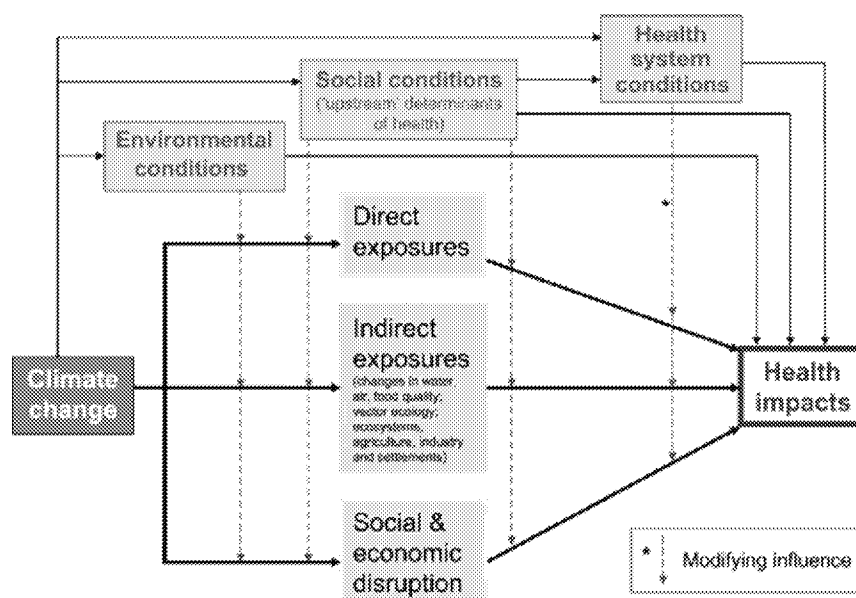 Health
system
conditions
Social conditions
('upstream' determinants
of health)
Environmental
conditions
Direct
exposures
Indirect
exposures
(changes in water,
air, food quality;
vector ecology;
ecosystems,
agriculture, industry
and settlements)
Climate
change
Health
impacts
Social &
economic
disruption
* Modifying influence